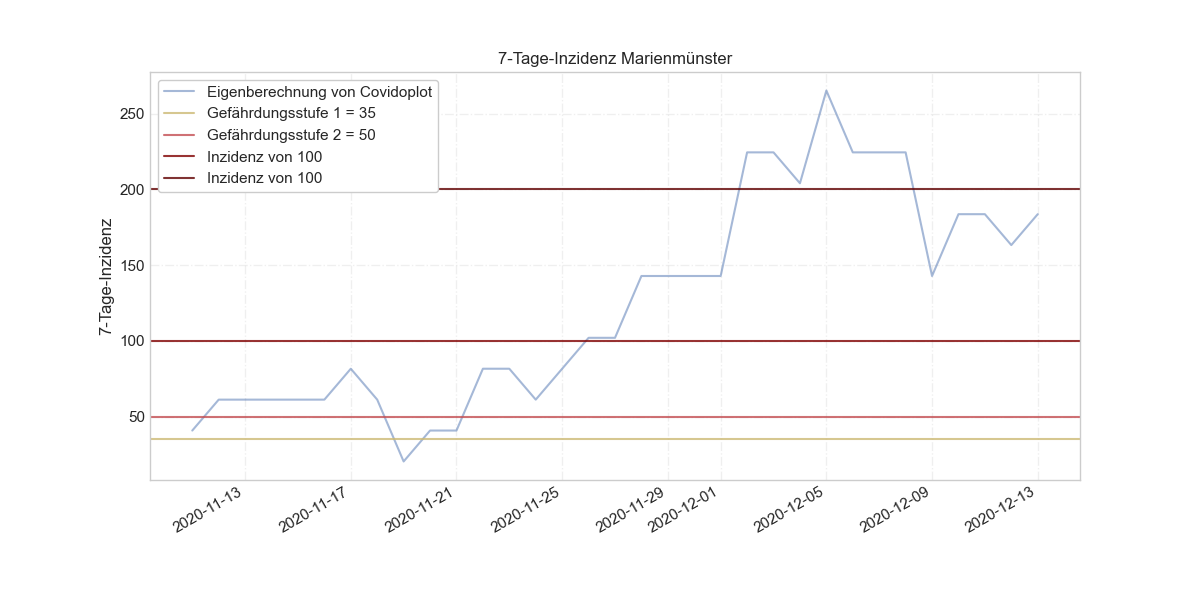 7-Tage-Inzidenz Marienmünster
Eigenberechnung von Covidoplot
Gefährdungsstufe 1 = 35
Gefährdungsstufe 2 = 50
Inzidenz von 100
Inzidenz von 100
7-Tage-Inzidenz
250
200
150
100
50
2020-11-13
2020-11-17
2020-11-21
2020-11-25
2020-11-29
2020-12-01
2020-12-05
2020-12-09
2020-12-13